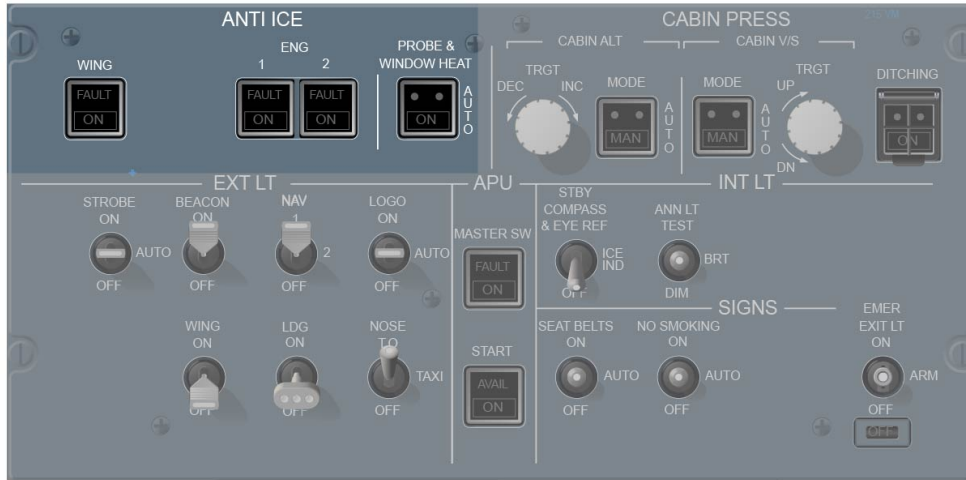 ANTI ICE
WING
FAULT
ON
ENG
1 2
FAULT FAULT
ON ON
PROBE &
WINDOW HEAT
ON
AUTO
CABIN PRESS
CABIN ALT
TRGT
DEC INC
MODE
MAN
AUTO
CABIN V/S
MODE
MAN
AUTO
TRGT
UP
DN
DITCHING
ON
EXT LT
STROBE
ON
AUTO
OFF
BEACON
ON
OFF
NAV
1
2
OFF
LOGO
ON
AUTO
OFF
WING
ON
OFF
LDG
ON
OFF
NOSE
T.O
TAXI
OFF
APU
MASTER SW
FAULT
ON
START
AVAIL
ON
INT LT
STBY
COMPASS
& EYE REF
ICE
IND
OFF
ANN LT
TEST
BRT
DIM
SIGNS
SEAT BELTS
ON
AUTO
OFF
NO SMOKING
ON
AUTO
OFF
EMER
EXIT LT
ON
ARM
OFF
OFF